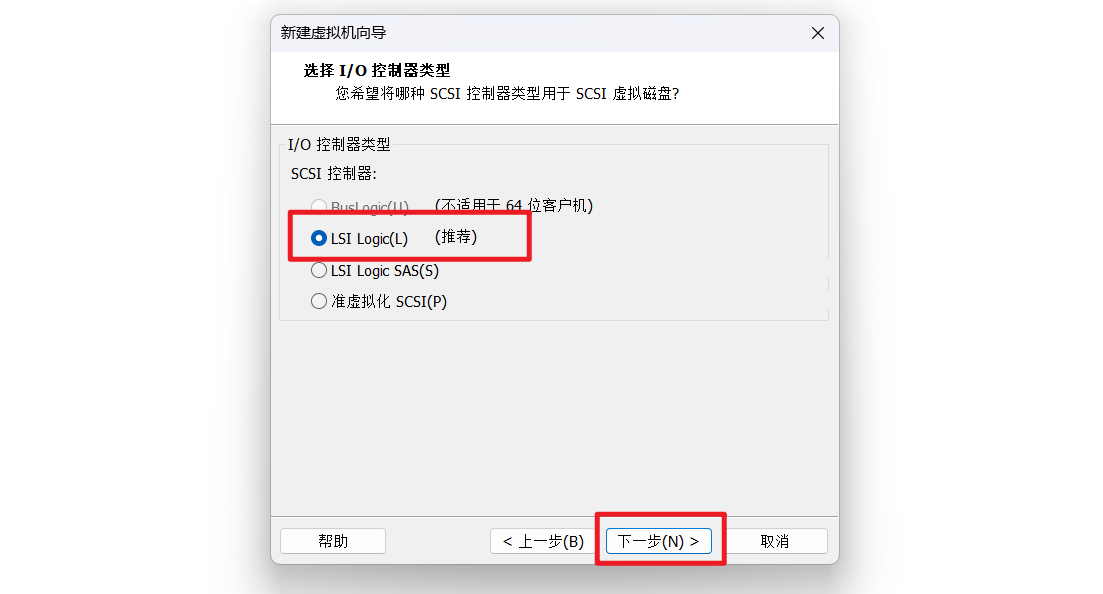 新建虚拟机向导
选择 I/O 控制器类型
您希望将哪种 SCSI 控制器类型用于 SCSI 虚拟磁盘?
I/O 控制器类型
SCSI 控制器:
BusLogic(U) (不适用于 64 位客户机)
LSI Logic(L) (推荐)
LSI Logic SAS(S)
准虚拟化 SCSI(P)
帮助 < 上一步(B) 下一步(N) > 取消